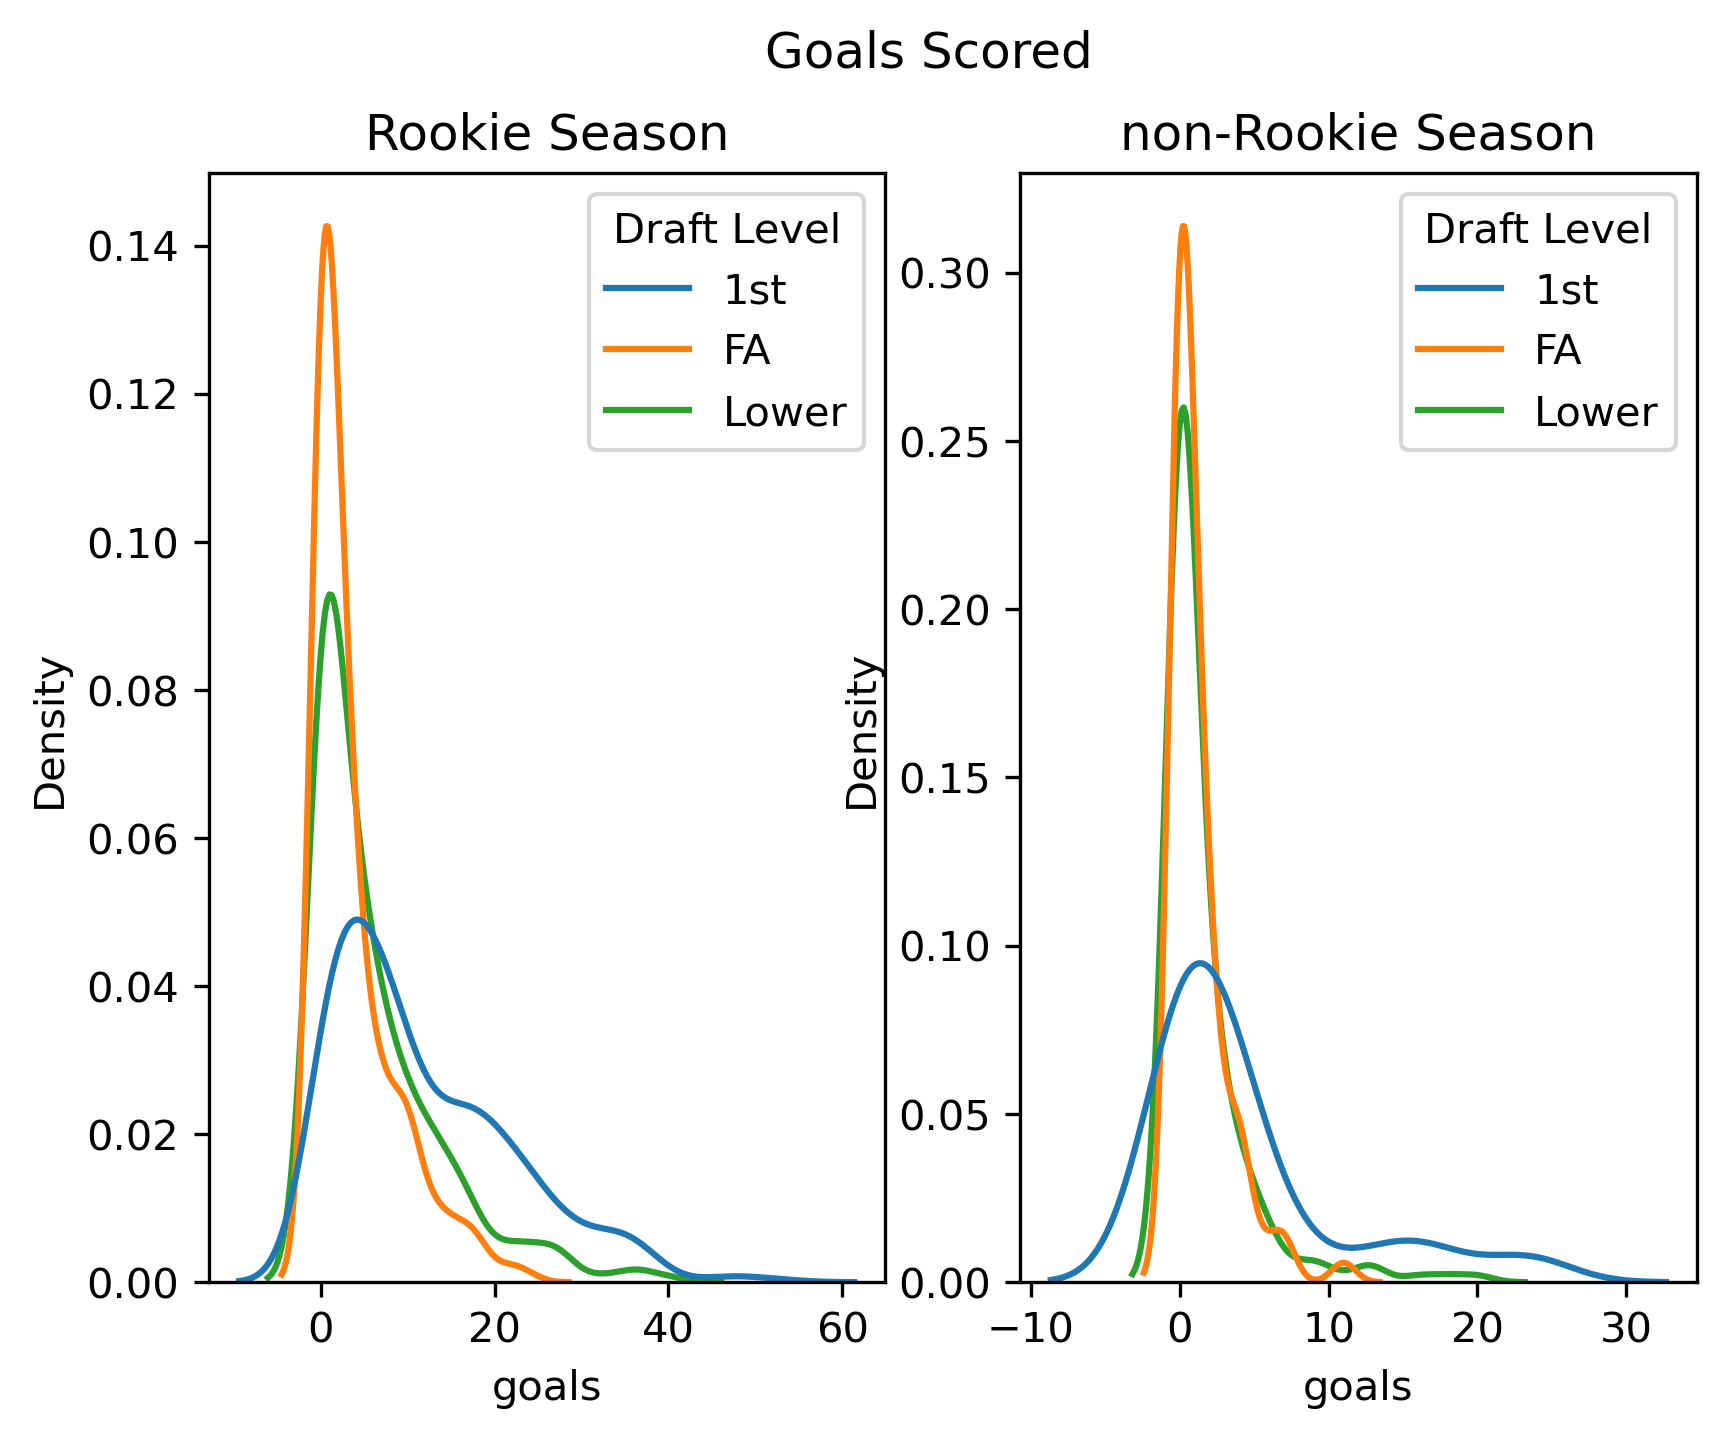 Goals Scored
Rookie Season
Density
0.14
0.12
0.10
0.08
0.06
0.04
0.02
0.00
0
20
40
60
goals
Draft Level
1st
FA
Lower
non-Rookie Season
Density
0.30
0.25
0.20
0.15
0.10
0.05
0.00
−10
0
10
20
30
goals
Draft Level
1st
FA
Lower